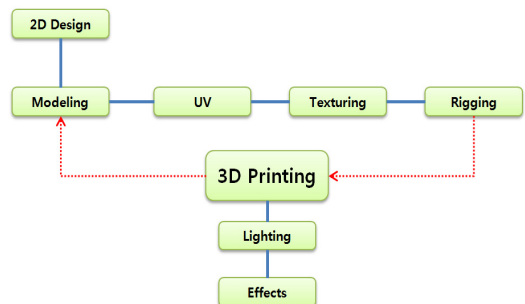 2D Design
Modeling
UV
Texturing
Rigging
3D Printing
Lighting
Effects